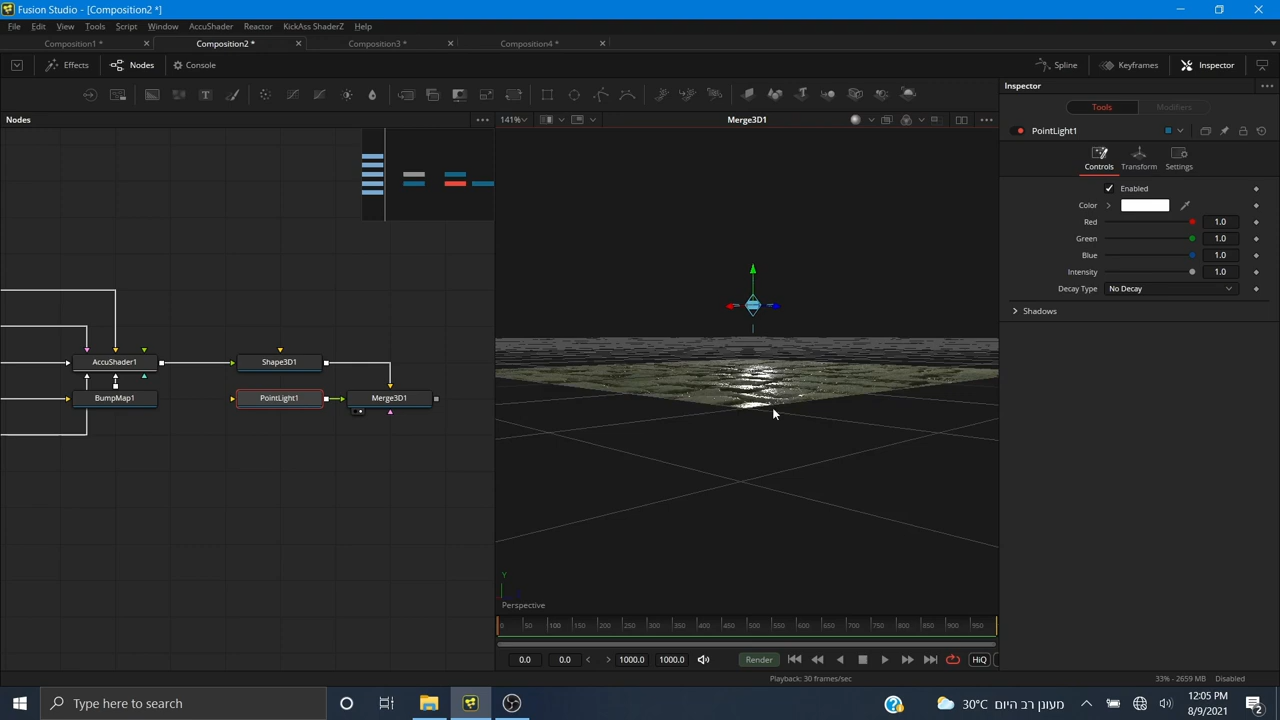 Fusion Studio - [Composition2 *]
File Edit View Tools Script Window AccuShader Reactor KickAss ShaderZ Help
Composition1 * Composition2 * Composition3 * Composition4 *
Effects Nodes Console Spline Keyframes Inspector
Nodes
141%
Merge3D1
Inspector
Tools Modifiers
PointLight1
Controls Transform Settings
Enabled
Color
Red 1.0
Green 1.0
Blue 1.0
Intensity 1.0
Decay Type No Decay
Shadows
AccuShader1 Shape3D1
BumpMap1 PointLight1 Merge3D1
Y
Perspective
0 50 100 150 200 250 300 350 400 450 500 550 600 650 700 750 800 850 900 950
0.0 0.0 1000.0 1000.0 Render HiQ
Playback: 30 frames/sec 33% - 2659 MB Disabled
Type here to search
30°C מעונן רב היום
12:05 PM
8/9/2021
2